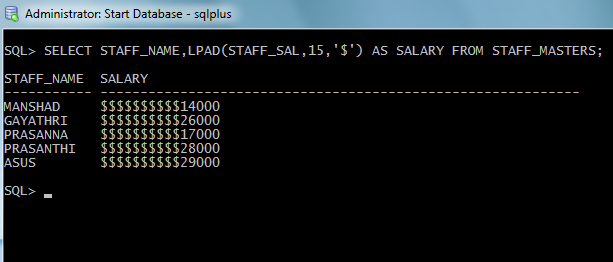 Administrator: Start Database - sqlplus
SQL> SELECT STAFF_NAME,LPAD(STAFF_SAL,15,'$') AS SALARY FROM STAFF_MASTERS;
STAFF_NAME SALARY
---------- ------------------------------------------------------------
MANSHAD $$$$$$$$$$14000
GAYATHRI $$$$$$$$$$26000
PRASANNA $$$$$$$$$$17000
PRASANTHI $$$$$$$$$$28000
ASUS $$$$$$$$$$29000
SQL> _